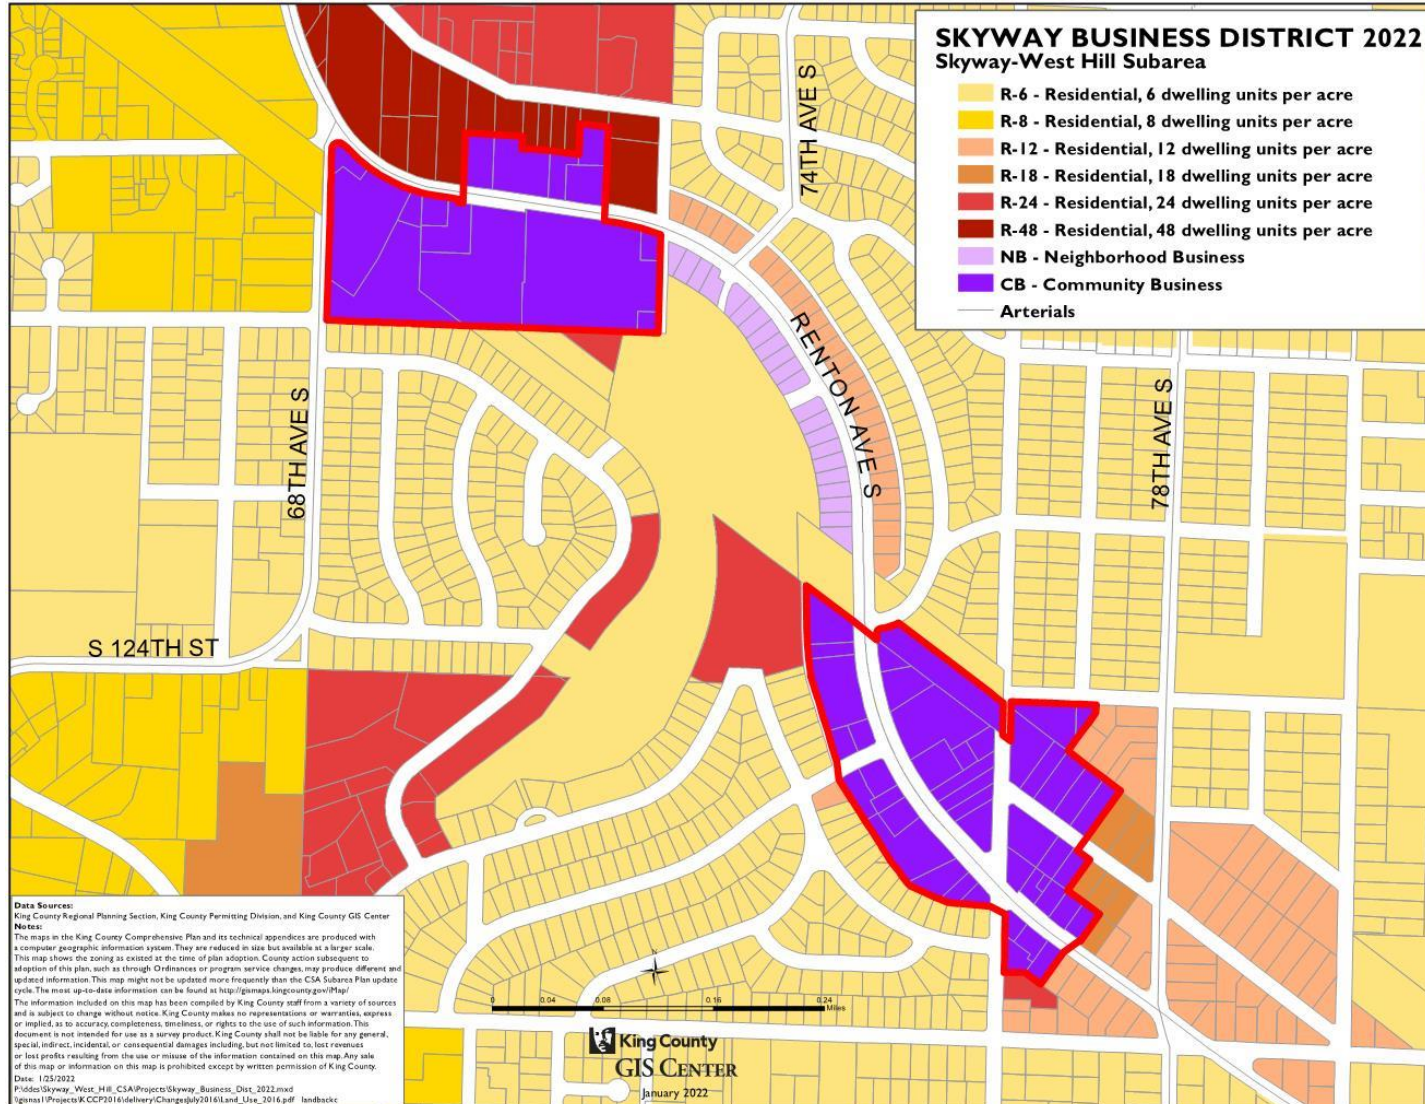 SKYWAY BUSINESS DISTRICT 2022
Skyway-West Hill Subarea
R-6 - Residential, 6 dwelling units per acre
R-8 - Residential, 8 dwelling units per acre
R-12 - Residential, 12 dwelling units per acre
R-18 - Residential, 18 dwelling units per acre
R-24 - Residential, 24 dwelling units per acre
R-48 - Residential, 48 dwelling units per acre
NB - Neighborhood Business
CB - Community Business
Arterials
74TH AVE S
RENTON AVE S
68TH AVE S
78TH AVE S
S 124TH ST
Data Sources:
King County Regional Planning Section, King County Permitting Division, and King County GIS Center
Notes:
The maps in the King County Comprehensive Plan and its technical appendices are produced with
a computer geographic information system. They are reduced in size but available at a larger scale.
This map shows the zoning as existed at the time of plan adoption. County action subsequent to
adoption of this plan, such as through Ordinances or program service changes, may produce different and
updated information. This map might not be updated more frequently than the CSA Subarea Plan update
cycle. The most up-to-date information can be found at http://gismaps.kingcounty.gov/iMap/
The information included on this map has been compiled by King County staff from a variety of sources
and is subject to change without notice. King County makes no representations or warranties, express
or implied, as to accuracy, completeness, timeliness, or rights to the use of such information. This
document is not intended for use as a survey product. King County shall not be liable for any general,
special, indirect, incidental, or consequential damages including, but not limited to, lost revenues
or lost profits resulting from the use or misuse of the information contained on this map. Any sale
of this map or information on this map is prohibited except by written permission of King County.
Date: 1/25/2022
P:\ddes\Skyway_West_Hill_CSA\Projects\Skyway_Business_Dist_2022.mxd
\\gisnas1\Projects\KCCP2016\delivery\ChangesJuly2016\Land_Use_2016.pdf landbackc
N
0 0.04 0.08 0.16 0.24
Miles
King County
GIS CENTER
January 2022